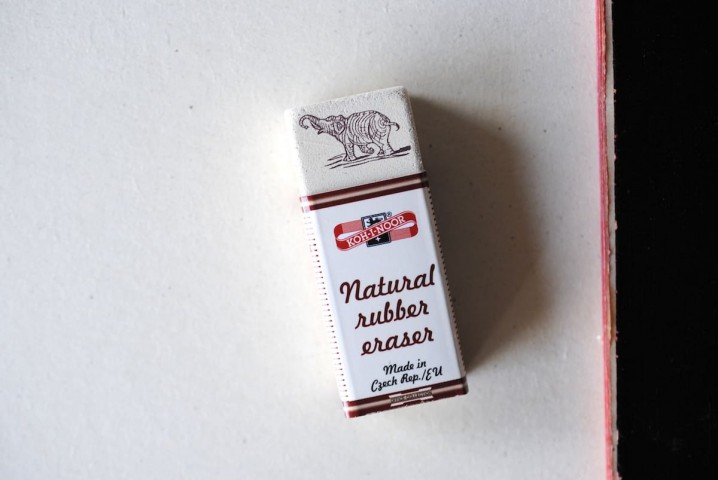 KOH-I-NOOR
®
Natural
rubber
eraser
Made in
Czech Rep./EU